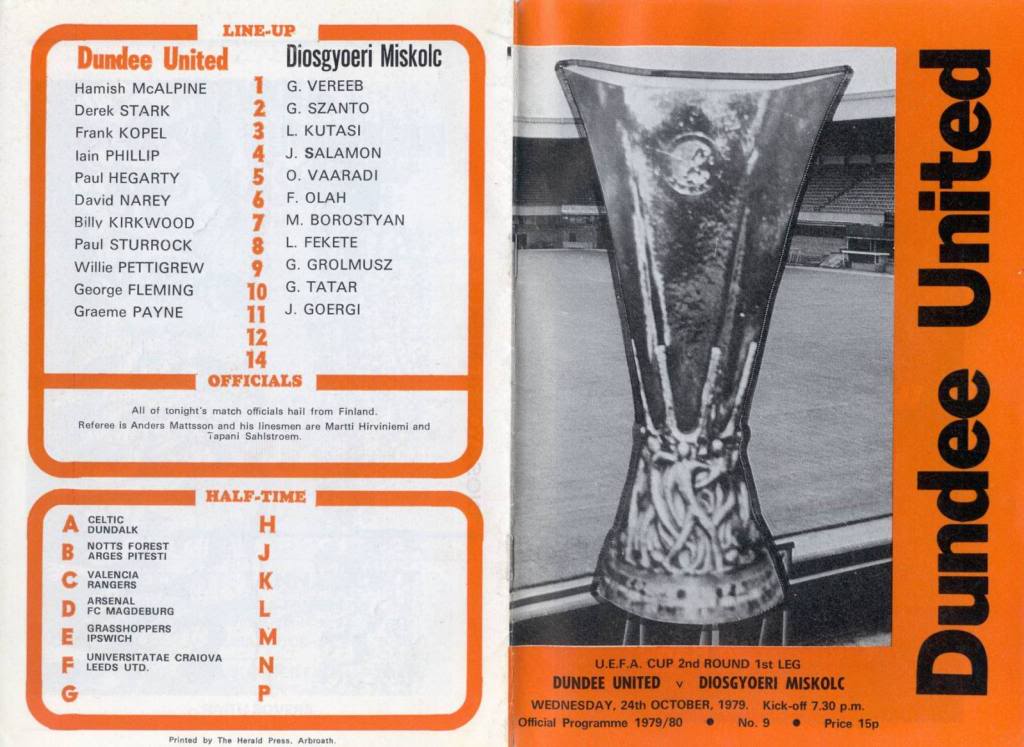 LINE-UP
Dundee United Diosgyoeri Miskolc
Hamish McALPINE 1 G. VEREEB
Derek STARK 2 G. SZANTO
Frank KOPEL 3 L. KUTASI
Iain PHILLIP 4 J. SALAMON
Paul HEGARTY 5 O. VAARADI
David NAREY 6 F. OLAH
Billy KIRKWOOD 7 M. BOROSTYAN
Paul STURROCK 8 L. FEKETE
Willie PETTIGREW 9 G. GROLMUSZ
George FLEMING 10 G. TATAR
Graeme PAYNE 11 J. GOERGI
12
14
OFFICIALS
All of tonight's match officials hail from Finland.
Referee is Anders Mattsson and his linesmen are Martti Hirviniemi and
Tapani Sahlstroem.
HALF-TIME
A CELTIC
DUNDALK
B NOTTS FOREST
ARGES PITESTI
C VALENCIA
RANGERS
D ARSENAL
FC MAGDEBURG
E GRASSHOPPERS
IPSWICH
F UNIVERSITATAE CRAIOVA
LEEDS UTD.
G
H
J
K
L
M
N
P
Printed by The Herald Press, Arbroath.
Dundee United
U.E.F.A. CUP 2nd ROUND 1st LEG
DUNDEE UNITED v DIOSGYOERI MISKOLC
WEDNESDAY, 24th OCTOBER, 1979. Kick-off 7.30 p.m.
Official Programme 1979/80 • No. 9 • Price 15p